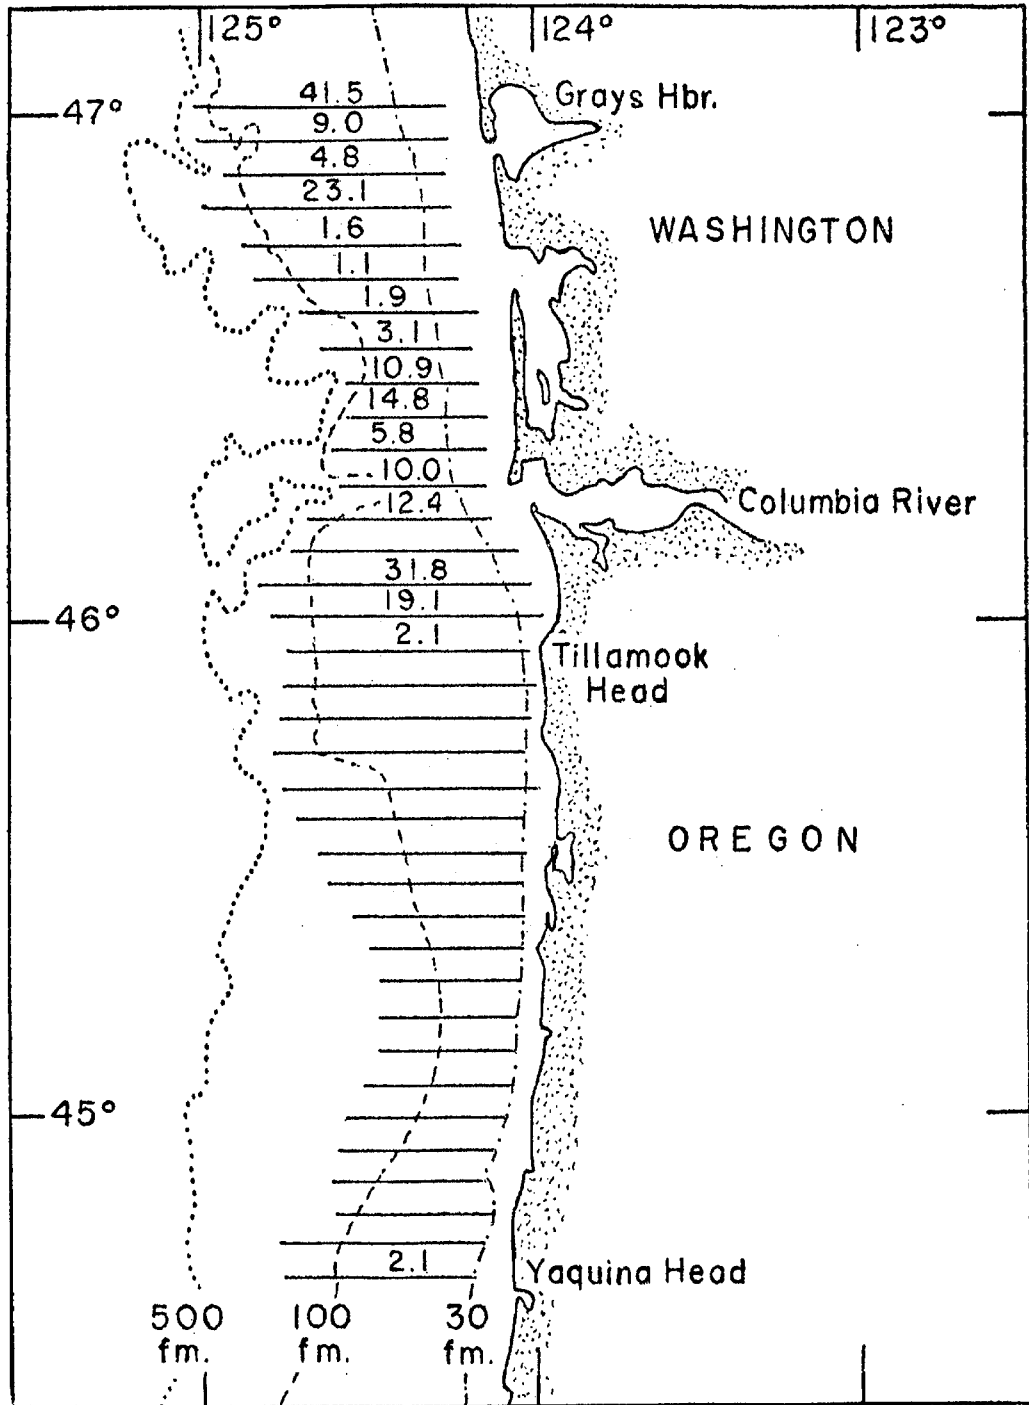 125° 124° 123°
41.5 Grays Hbr.
47°
9.0
4.8
23.1
1.6 WASHINGTON
1.1
1.9
3.1
10.9
14.8
5.8
10.0
12.4 Columbia River
31.8
19.1
46°
2.1
Tillamook
Head
OREGON
45°
2.1 Yaquina Head
500 100 30
fm. fm. fm.